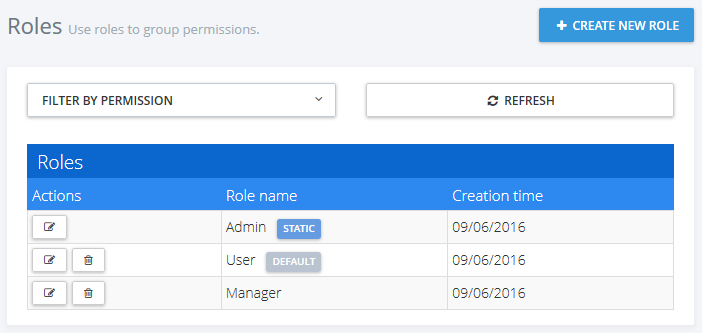 Roles Use roles to group permissions.
CREATE NEW ROLE
FILTER BY PERMISSION
REFRESH
Roles
Actions Role name Creation time
Admin STATIC 09/06/2016
User DEFAULT 09/06/2016
Manager 09/06/2016